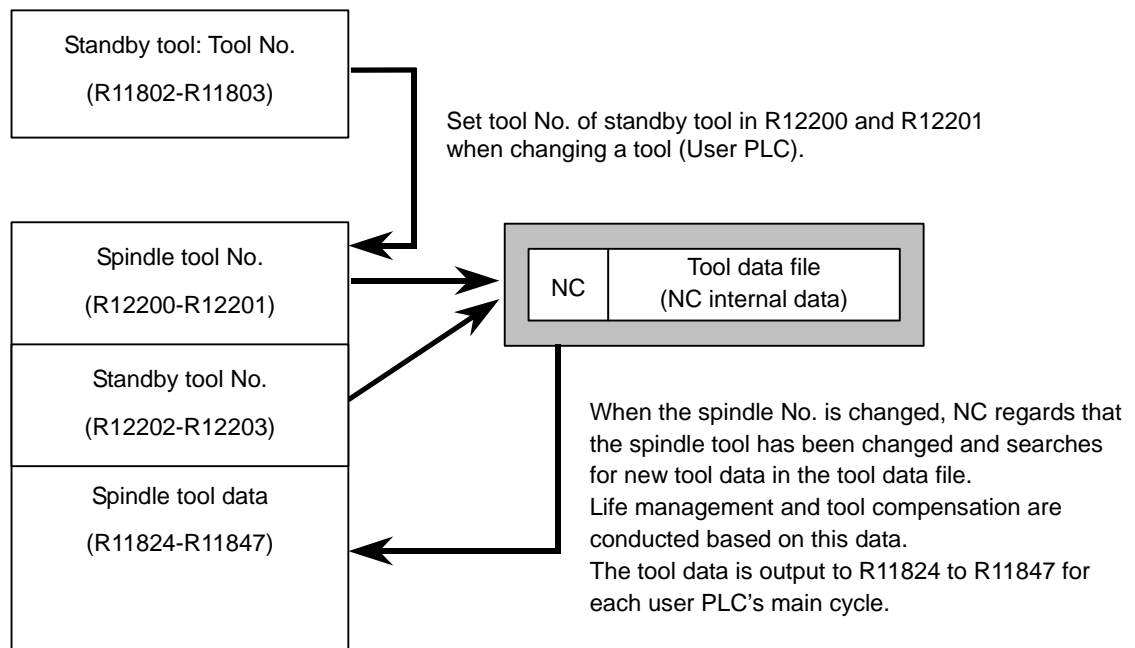 Standby tool: Tool No.
(R11802-R11803)
Set tool No. of standby tool in R12200 and R12201
when changing a tool (User PLC).
Spindle tool No.
(R12200-R12201)
NC
Tool data file
(NC internal data)
Standby tool No.
(R12202-R12203)
Spindle tool data
(R11824-R11847)
When the spindle No. is changed, NC regards that
the spindle tool has been changed and searches
for new tool data in the tool data file.
Life management and tool compensation are
conducted based on this data.
The tool data is output to R11824 to R11847 for
each user PLC's main cycle.